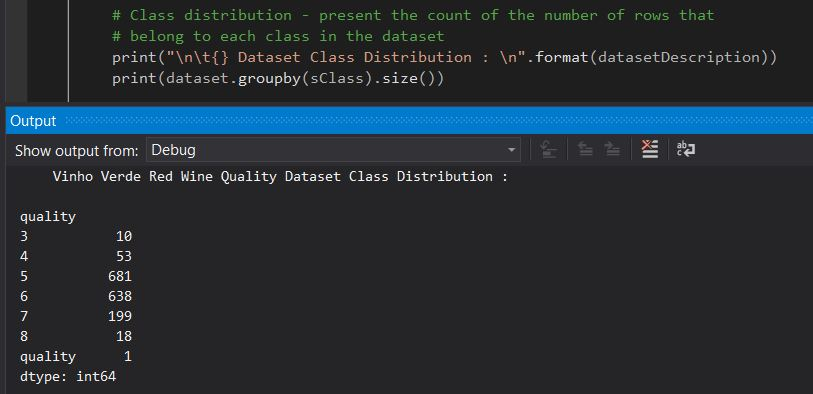 # Class distribution - present the count of the number of rows that
# belong to each class in the dataset
print("\n\t{} Dataset Class Distribution : \n".format(datasetDescription))
print(dataset.groupby(sClass).size())
Output
Show output from: Debug
Vinho Verde Red Wine Quality Dataset Class Distribution :
quality
3 10
4 53
5 681
6 638
7 199
8 18
quality 1
dtype: int64